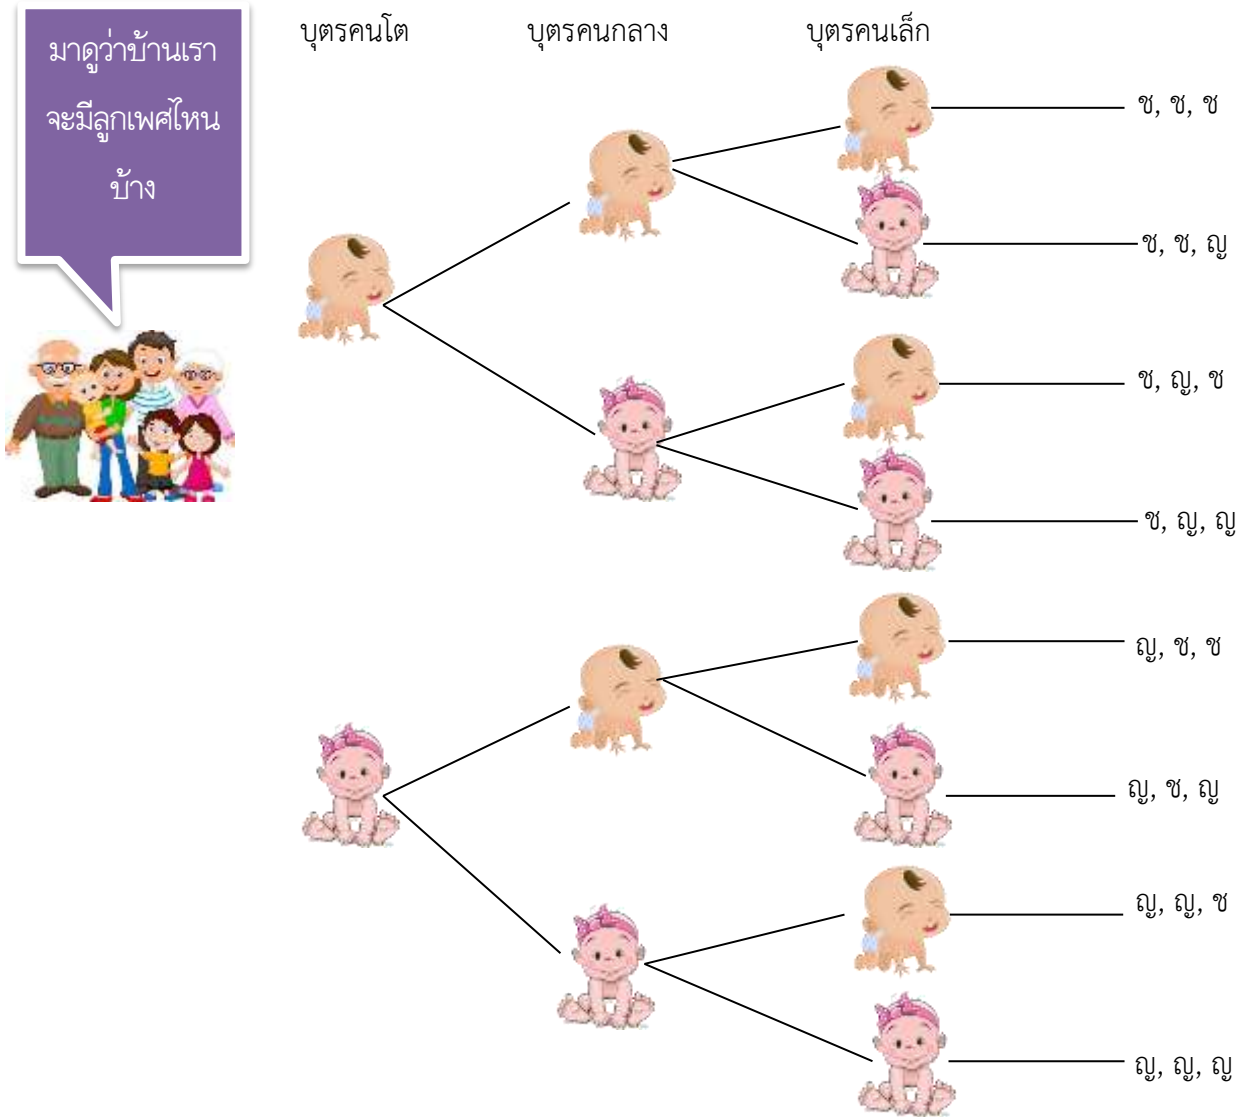 มาดูว่าบ้านเรา
จะมีลูกเพศไหน
บ้าง
บุตรคนโต
บุตรคนกลาง
บุตรคนเล็ก
ช, ช, ช
ช, ช, ญ
ช, ญ, ช
ช, ญ, ญ
ญ, ช, ช
ญ, ช, ญ
ญ, ญ, ช
ญ, ญ, ญ